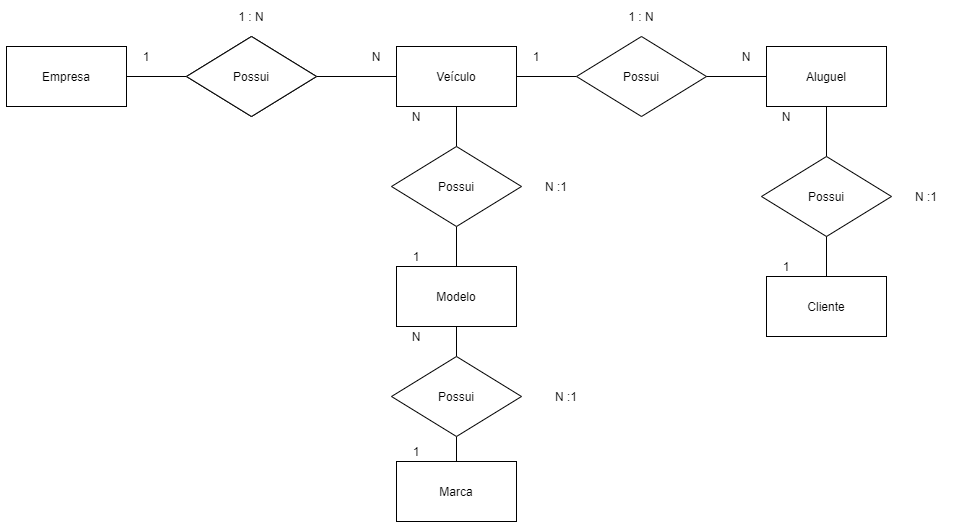 1 : N
1 : N
Empresa
1
Possui
N
Veículo
1
Possui
N
Aluguel
N
N
Possui
N :1
Possui
N :1
1
1
Modelo
Cliente
N
Possui
N :1
1
Marca